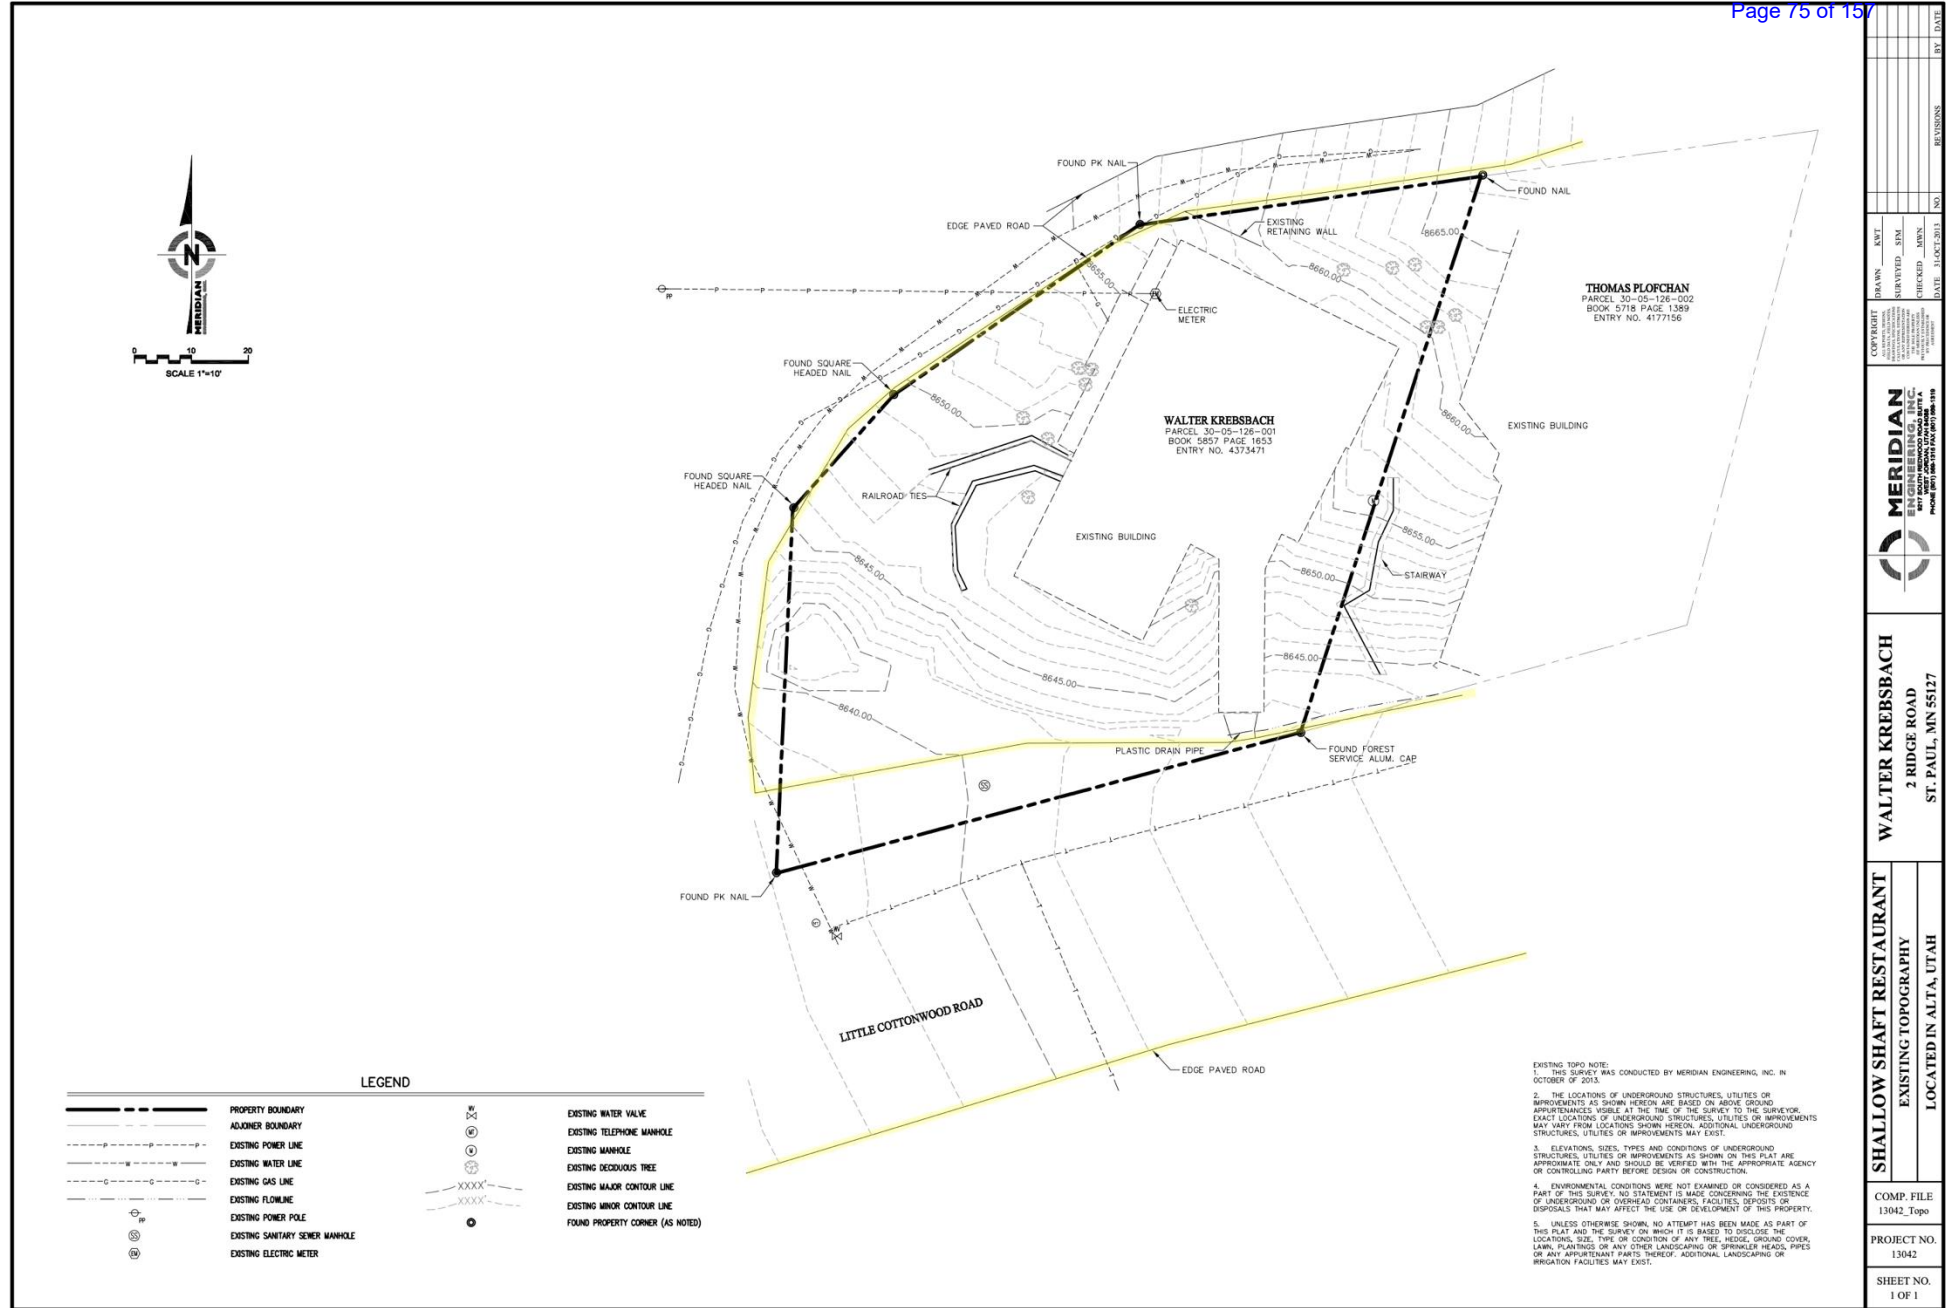 Page 75 of 157
FOUND PK NAIL
FOUND NAIL
EDGE PAVED ROAD
EXISTING
RETAINING WALL
8665.00
8655.00
8660.00
THOMAS PLOFCHAN
PARCEL 30-05-126-002
BOOK 5718 PAGE 1389
ENTRY NO. 4177156
PP
ELECTRIC
METER
N
MERIDIAN
0 10 20
SCALE 1"=10'
FOUND SQUARE
HEADED NAIL
8650.00
WALTER KREBSBACH
PARCEL 30-05-126-001
BOOK 5857 PAGE 1653
ENTRY NO. 4373471
8660.00
EXISTING BUILDING
FOUND SQUARE
HEADED NAIL
RAILROAD TIES
EXISTING BUILDING
8655.00
8645.00
8650.00
STAIRWAY
8645.00
8645.00
8640.00
PLASTIC DRAIN PIPE
FOUND FOREST
SERVICE ALUM. CAP
SS
FOUND PK NAIL
MT
WV
LITTLE COTTONWOOD ROAD
EDGE PAVED ROAD
LEGEND
PROPERTY BOUNDARY
ADJOINER BOUNDARY
EXISTING POWER LINE
EXISTING WATER LINE
EXISTING GAS LINE
EXISTING FLOWLINE
PP EXISTING POWER POLE
SS EXISTING SANITARY SEWER MANHOLE
EM EXISTING ELECTRIC METER
WV EXISTING WATER VALVE
MT EXISTING TELEPHONE MANHOLE
M EXISTING MANHOLE
EXISTING DECIDUOUS TREE
XXXX' EXISTING MAJOR CONTOUR LINE
XXXX' EXISTING MINOR CONTOUR LINE
FOUND PROPERTY CORNER (AS NOTED)
EXISTING TOPO NOTE:
1. THIS SURVEY WAS CONDUCTED BY MERIDIAN ENGINEERING, INC. IN
OCTOBER OF 2013.
2. THE LOCATIONS OF UNDERGROUND STRUCTURES, UTILITIES OR
IMPROVEMENTS AS SHOWN HEREON ARE BASED ON ABOVE GROUND
APPURTENANCES VISIBLE AT THE TIME OF THE SURVEY TO THE SURVEYOR.
EXACT LOCATIONS OF UNDERGROUND STRUCTURES, UTILITIES OR IMPROVEMENTS
MAY VARY FROM LOCATIONS SHOWN HEREON. ADDITIONAL UNDERGROUND
STRUCTURES, UTILITIES OR IMPROVEMENTS MAY EXIST.
3. ELEVATIONS, SIZES, TYPES AND CONDITIONS OF UNDERGROUND
STRUCTURES, UTILITIES OR IMPROVEMENTS AS SHOWN ON THIS PLAT ARE
APPROXIMATE ONLY AND SHOULD BE VERIFIED WITH THE APPROPRIATE AGENCY
OR CONTROLLING PARTY BEFORE DESIGN OR CONSTRUCTION.
4. ENVIRONMENTAL CONDITIONS WERE NOT EXAMINED OR CONSIDERED AS A
PART OF THIS SURVEY. NO STATEMENT IS MADE CONCERNING THE EXISTENCE
OF UNDERGROUND OR OVERHEAD CONTAINERS, FACILITIES, DEPOSITS OR
DISPOSALS THAT MAY AFFECT THE USE OR DEVELOPMENT OF THIS PROPERTY.
5. UNLESS OTHERWISE SHOWN, NO ATTEMPT HAS BEEN MADE AS PART OF
THIS PLAT AND THE SURVEY ON WHICH IT IS BASED TO DISCLOSE THE
LOCATIONS, SIZE, TYPE OR CONDITION OF ANY TREE, HEDGE, GROUND COVER,
LAWN, PLANTINGS OR ANY OTHER LANDSCAPING OR SPRINKLER HEADS, PIPES
OR ANY APPURTENANT PARTS THEREOF. ADDITIONAL LANDSCAPING OR
IRRIGATION FACILITIES MAY EXIST.
NO. REVISIONS BY DATE
DRAWN KWT
SURVEYED SFM
CHECKED MWN
DATE 31-OCT-2013
COPYRIGHT
MERIDIAN
ENGINEERING, INC.
WALTER KREBSBACH
2 RIDGE ROAD
ST. PAUL, MN 55127
SHALLOW SHAFT RESTAURANT
EXISTING TOPOGRAPHY
LOCATED IN ALTA, UTAH
COMP. FILE
13042_Topo
PROJECT NO.
13042
SHEET NO.
1 OF 1